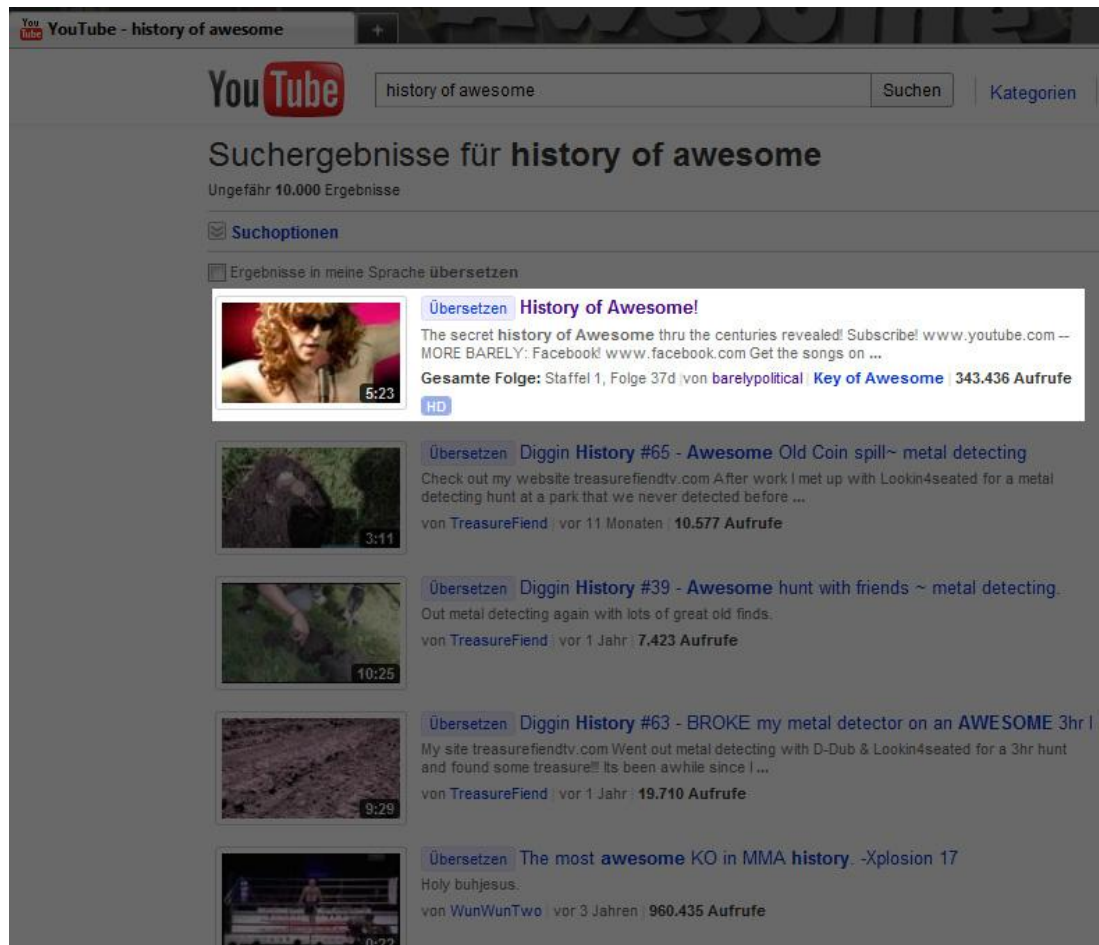 You Tube YouTube - history of awesome +
Awesome
You Tube history of awesome Suchen Kategorien
Suchergebnisse für history of awesome
Ungefähr 10.000 Ergebnisse
Suchoptionen
Ergebnisse in meine Sprache übersetzen
Übersetzen History of Awesome!
The secret history of Awesome thru the centuries revealed! Subscribe! www.youtube.com --
MORE BARELY: Facebook! www.facebook.com Get the songs on ...
5:23 Gesamte Folge: Staffel 1, Folge 37d | von barelypolitical | Key of Awesome | 343.436 Aufrufe
HD
Übersetzen Diggin History #65 - Awesome Old Coin spill~ metal detecting
Check out my website treasurefiendtv.com After work I met up with Lookin4seated for a metal
detecting hunt at a park that we never detected before ...
von TreasureFiend | vor 11 Monaten | 10.577 Aufrufe
3:11
Übersetzen Diggin History #39 - Awesome hunt with friends ~ metal detecting.
Out metal detecting again with lots of great old finds.
von TreasureFiend | vor 1 Jahr | 7.423 Aufrufe
10:25
Übersetzen Diggin History #63 - BROKE my metal detector on an AWESOME 3hr
My site treasurefiendtv.com Went out metal detecting with D-Dub & Lookin4seated for a 3hr hunt
and found some treasure!!! Its been awhile since I ...
von TreasureFiend | vor 1 Jahr | 19.710 Aufrufe
9:29
Übersetzen The most awesome KO in MMA history. -Xplosion 17
Holy buhjesus.
von WunWunTwo | vor 3 Jahren | 960.435 Aufrufe
0:22